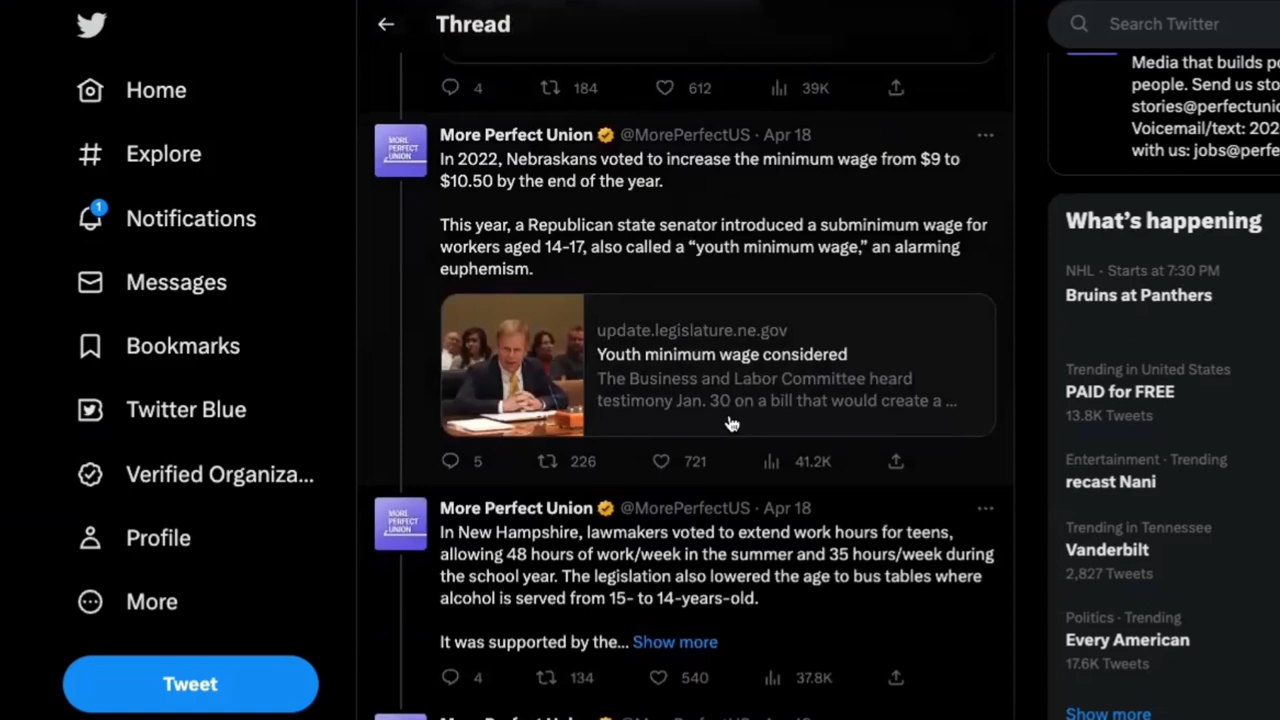 Home
Explore
1
Notifications
Messages
Bookmarks
Twitter Blue
Verified Organiza...
Profile
More
Tweet
Thread
4 184 612 39K
MORE PERFECT UNION
More Perfect Union @MorePerfectUS · Apr 18
In 2022, Nebraskans voted to increase the minimum wage from $9 to
$10.50 by the end of the year.
This year, a Republican state senator introduced a subminimum wage for
workers aged 14-17, also called a “youth minimum wage,” an alarming
euphemism.
update.legislature.ne.gov
Youth minimum wage considered
The Business and Labor Committee heard
testimony Jan. 30 on a bill that would create a ...
5 226 721 41.2K
MORE PERFECT UNION
More Perfect Union @MorePerfectUS · Apr 18
In New Hampshire, lawmakers voted to extend work hours for teens,
allowing 48 hours of work/week in the summer and 35 hours/week during
the school year. The legislation also lowered the age to bus tables where
alcohol is served from 15- to 14-years-old.
It was supported by the... Show more
4 134 540 37.8K
Search Twitter
Media that builds po
people. Send us sto
stories@perfectunio
Voicemail/text: 202
with us: jobs@perfe
What’s happening
NHL · Starts at 7:30 PM
Bruins at Panthers
Trending in United States
PAID for FREE
13.8K Tweets
Entertainment · Trending
recast Nani
Trending in Tennessee
Vanderbilt
2,827 Tweets
Politics · Trending
Every American
17.6K Tweets
Show more